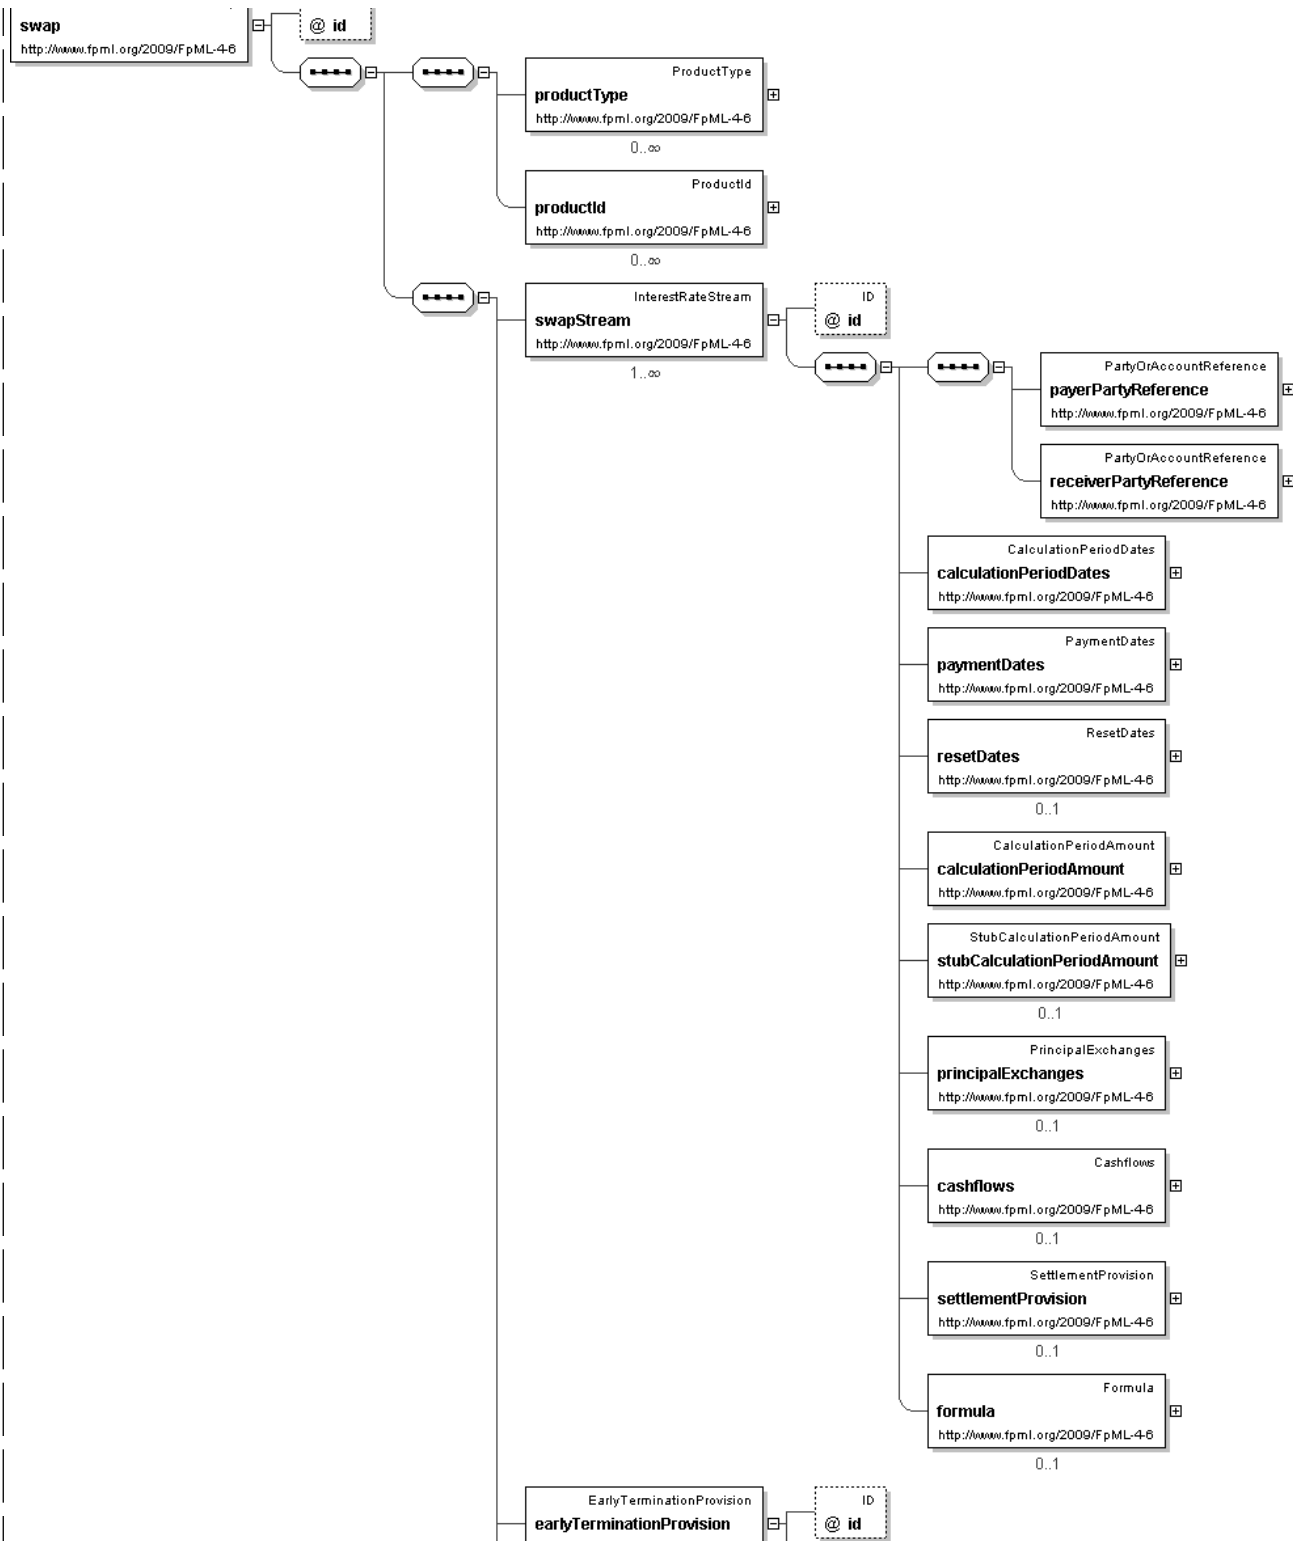 swap
http://www.fpml.org/2009/FpML-4-6
@ id
ProductType
productType
http://www.fpml.org/2009/FpML-4-6
0..∞
ProductId
productId
http://www.fpml.org/2009/FpML-4-6
0..∞
InterestRateStream
swapStream
http://www.fpml.org/2009/FpML-4-6
1..∞
ID
@ id
PartyOrAccountReference
payerPartyReference
http://www.fpml.org/2009/FpML-4-6
PartyOrAccountReference
receiverPartyReference
http://www.fpml.org/2009/FpML-4-6
CalculationPeriodDates
calculationPeriodDates
http://www.fpml.org/2009/FpML-4-6
PaymentDates
paymentDates
http://www.fpml.org/2009/FpML-4-6
ResetDates
resetDates
http://www.fpml.org/2009/FpML-4-6
0..1
CalculationPeriodAmount
calculationPeriodAmount
http://www.fpml.org/2009/FpML-4-6
StubCalculationPeriodAmount
stubCalculationPeriodAmount
http://www.fpml.org/2009/FpML-4-6
0..1
PrincipalExchanges
principalExchanges
http://www.fpml.org/2009/FpML-4-6
0..1
Cashflows
cashflows
http://www.fpml.org/2009/FpML-4-6
0..1
SettlementProvision
settlementProvision
http://www.fpml.org/2009/FpML-4-6
0..1
Formula
formula
http://www.fpml.org/2009/FpML-4-6
0..1
EarlyTerminationProvision
earlyTerminationProvision
ID
@ id